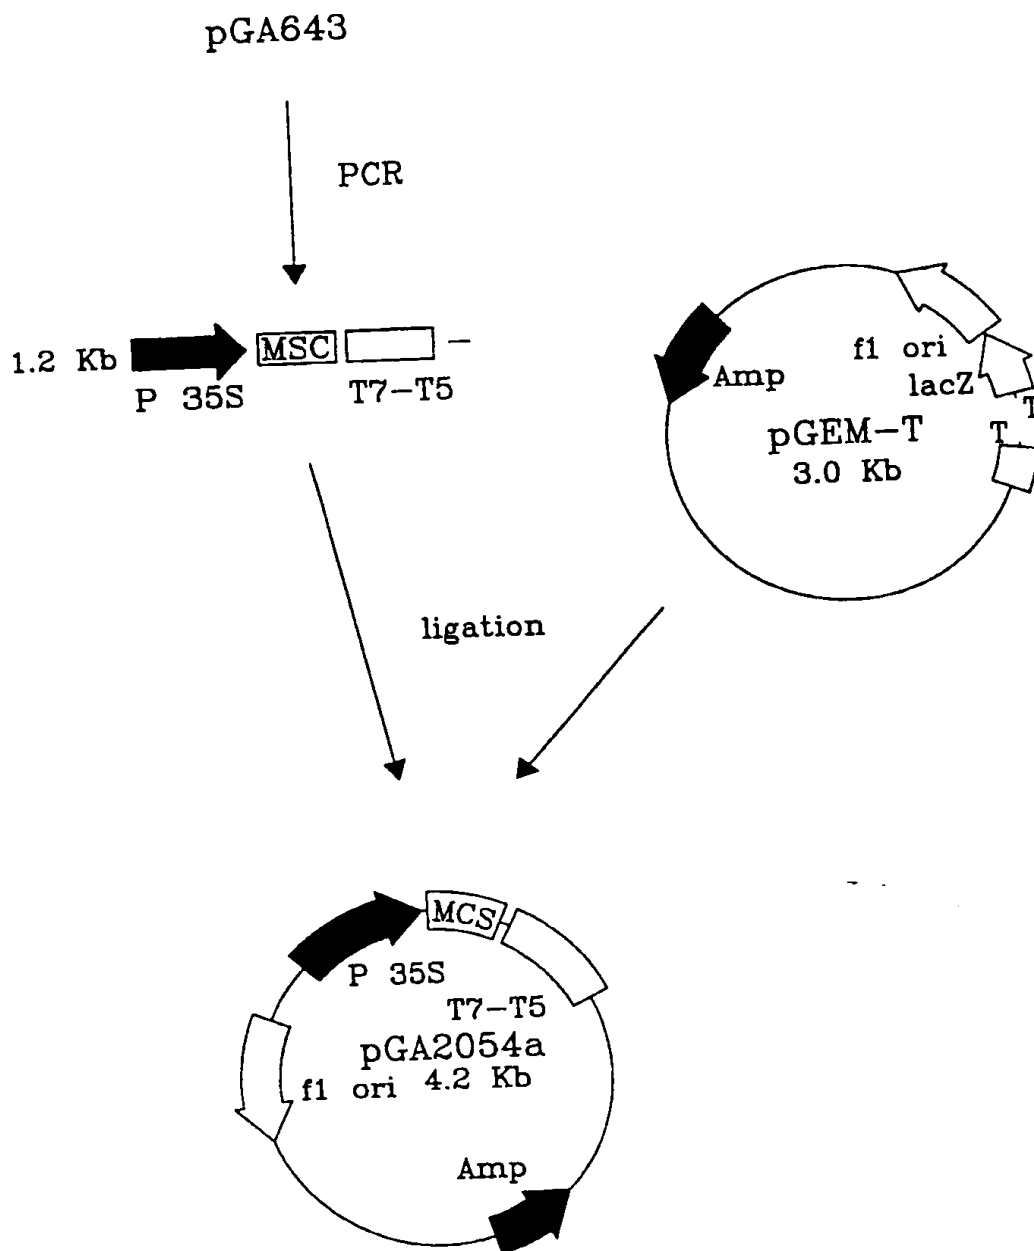 pGA643
PCR
1.2 Kb
MSC
P 35S
T7-T5
Amp
f1 ori
lacZ
T
T
pGEM-T
3.0 Kb
ligation
MCS
P 35S
T7-T5
pGA2054a
f1 ori
4.2 Kb
Amp